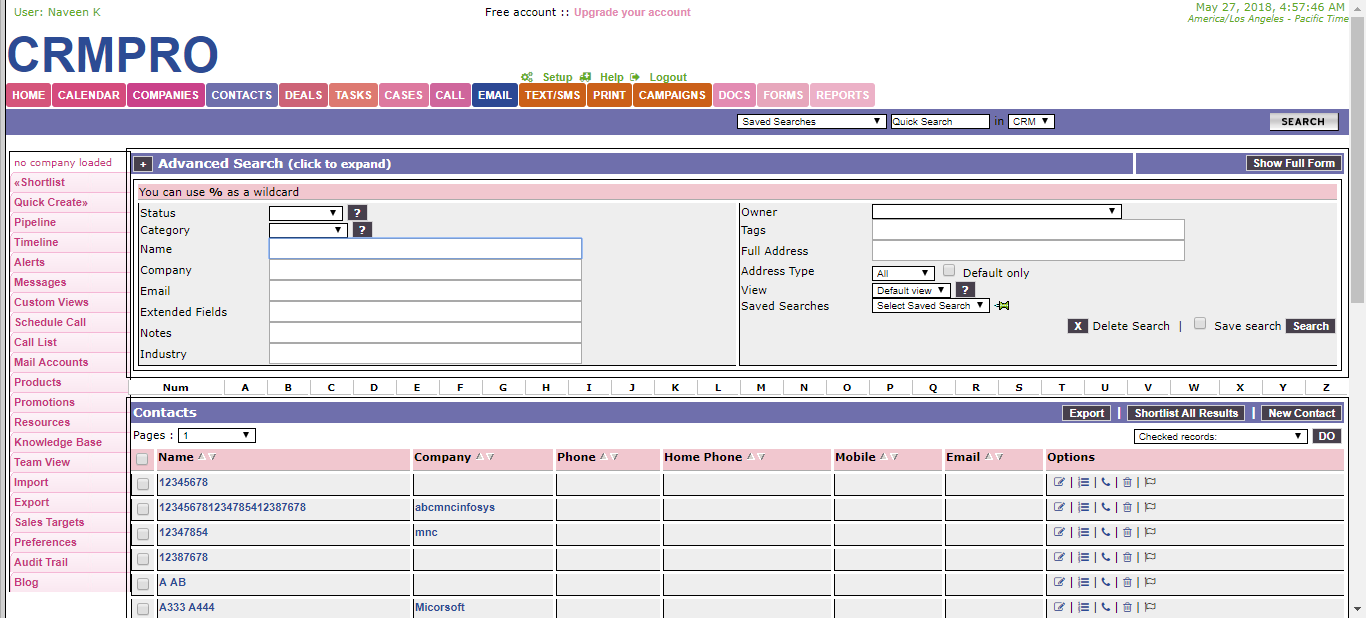 User: Naveen K
Free account :: Upgrade your account
May 27, 2018, 4:57:46 AM
America/Los Angeles - Pacific Time
CRMPRO
Setup Help Logout
HOME CALENDAR COMPANIES CONTACTS DEALS TASKS CASES CALL EMAIL TEXT/SMS PRINT CAMPAIGNS DOCS FORMS REPORTS
Saved Searches Quick Search in CRM SEARCH
no company loaded
«Shortlist
Quick Create»
Pipeline
Timeline
Alerts
Messages
Custom Views
Schedule Call
Call List
Mail Accounts
Products
Promotions
Resources
Knowledge Base
Team View
Import
Export
Sales Targets
Preferences
Audit Trail
Blog
+ Advanced Search (click to expand) Show Full Form
You can use % as a wildcard
Status ?
Category ?
Name
Company
Email
Extended Fields
Notes
Industry
Owner
Tags
Full Address
Address Type All Default only
View Default view ?
Saved Searches Select Saved Search
X Delete Search | Save search Search
Num A B C D E F G H I J K L M N O P Q R S T U V W X Y Z
Contacts Export | Shortlist All Results | New Contact
Pages : 1 Checked records: DO
Name Company Phone Home Phone Mobile Email Options
12345678 | | | |
123456781234785412387678 abcmncinfosys | | | |
12347854 mnc | | | |
12387678 | | | |
A AB | | | |
A333 A444 Micorsoft | | | |